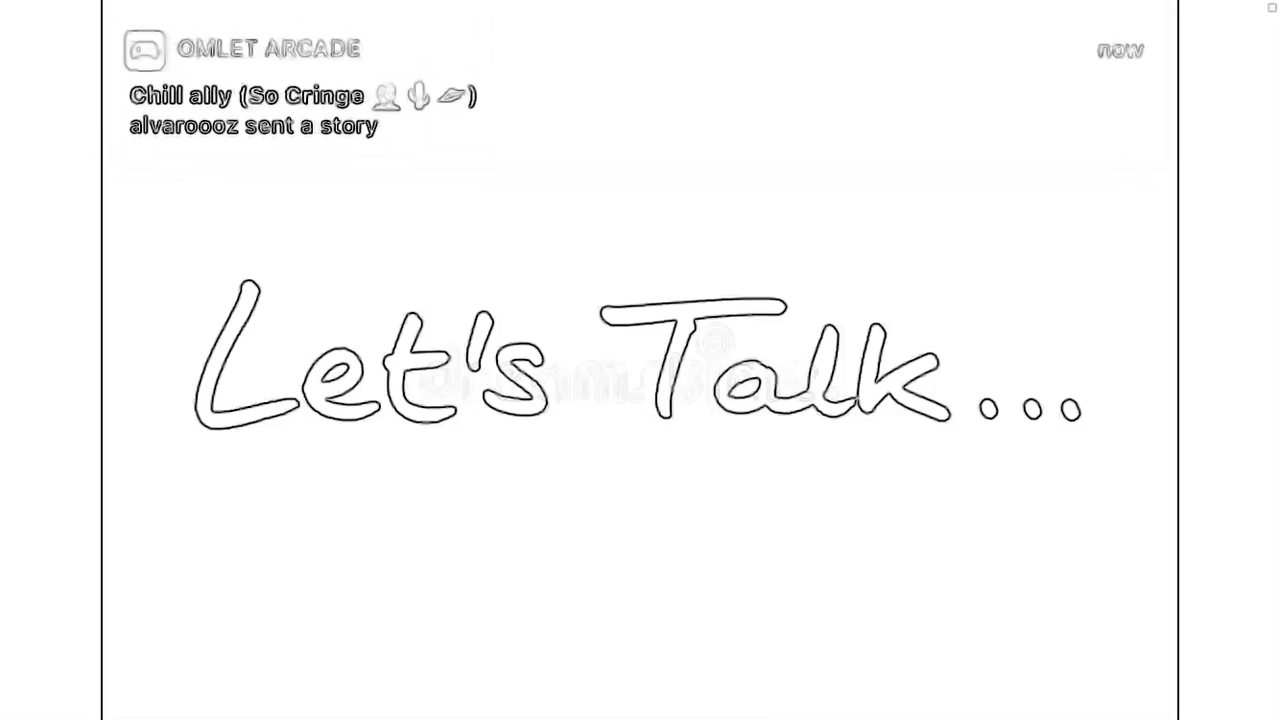 OMLET ARCADE
now
Chill ally (So Cringe 👤🌵🪶)
alvaroooz sent a story
Let's Talk...